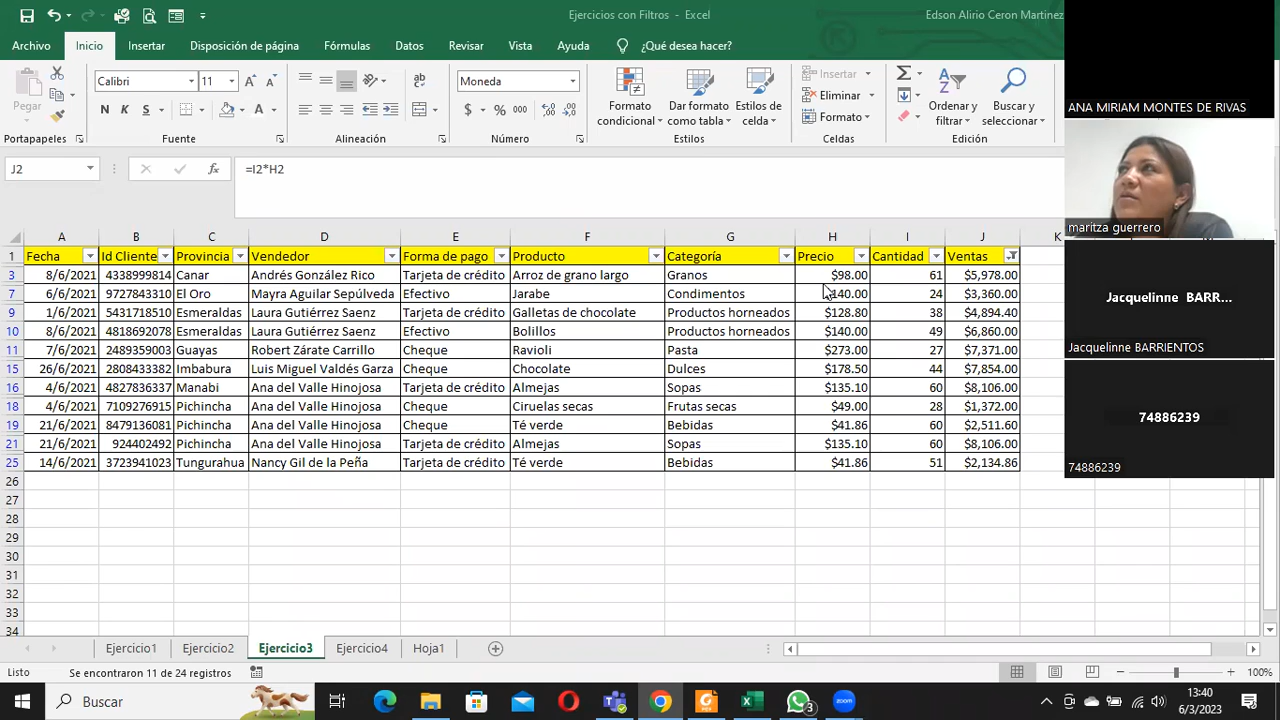 Ejercicios con Filtros - Excel
Edson Alirio Ceron Martinez
Archivo Inicio Insertar Disposición de página Fórmulas Datos Revisar Vista Ayuda ¿Qué desea hacer?
Pegar
Calibri 11
N K S
Moneda
$ % 000
Formato condicional
Dar formato como tabla
Estilos de celda
Insertar
Eliminar
Formato
Ordenar y filtrar
Buscar y seleccionar
Portapapeles Fuente Alineación Número Estilos Celdas Edición
J2 fx =I2*H2
A B C D E F G H I J K
1 Fecha Id Cliente Provincia Vendedor Forma de pago Producto Categoría Precio Cantidad Ventas
3 8/6/2021 4338999814 Canar Andrés González Rico Tarjeta de crédito Arroz de grano largo Granos $98.00 61 $5,978.00
7 6/6/2021 9727843310 El Oro Mayra Aguilar Sepúlveda Efectivo Jarabe Condimentos $140.00 24 $3,360.00
9 1/6/2021 5431718510 Esmeraldas Laura Gutiérrez Saenz Tarjeta de crédito Galletas de chocolate Productos horneados $128.80 38 $4,894.40
10 8/6/2021 4818692078 Esmeraldas Laura Gutiérrez Saenz Efectivo Bolillos Productos horneados $140.00 49 $6,860.00
11 7/6/2021 2489359003 Guayas Robert Zárate Carrillo Cheque Ravioli Pasta $273.00 27 $7,371.00
15 26/6/2021 2808433382 Imbabura Luis Miguel Valdés Garza Cheque Chocolate Dulces $178.50 44 $7,854.00
16 4/6/2021 4827836337 Manabi Ana del Valle Hinojosa Tarjeta de crédito Almejas Sopas $135.10 60 $8,106.00
18 4/6/2021 7109276915 Pichincha Ana del Valle Hinojosa Cheque Ciruelas secas Frutas secas $49.00 28 $1,372.00
19 21/6/2021 8479136081 Pichincha Ana del Valle Hinojosa Cheque Té verde Bebidas $41.86 60 $2,511.60
21 21/6/2021 924402492 Pichincha Ana del Valle Hinojosa Tarjeta de crédito Almejas Sopas $135.10 60 $8,106.00
25 14/6/2021 3723941023 Tungurahua Nancy Gil de la Peña Tarjeta de crédito Té verde Bebidas $41.86 51 $2,134.86
26
27
28
29
30
31
32
33
34
ANA MIRIAM MONTES DE RIVAS
maritza guerrero
Jacquelinne BARR...
Jacquelinne BARRIENTOS
74886239
74886239
Ejercicio1 Ejercicio2 Ejercicio3 Ejercicio4 Hoja1
Listo Se encontraron 11 de 24 registros 100%
Buscar
zoom
3
13:40
6/3/2023